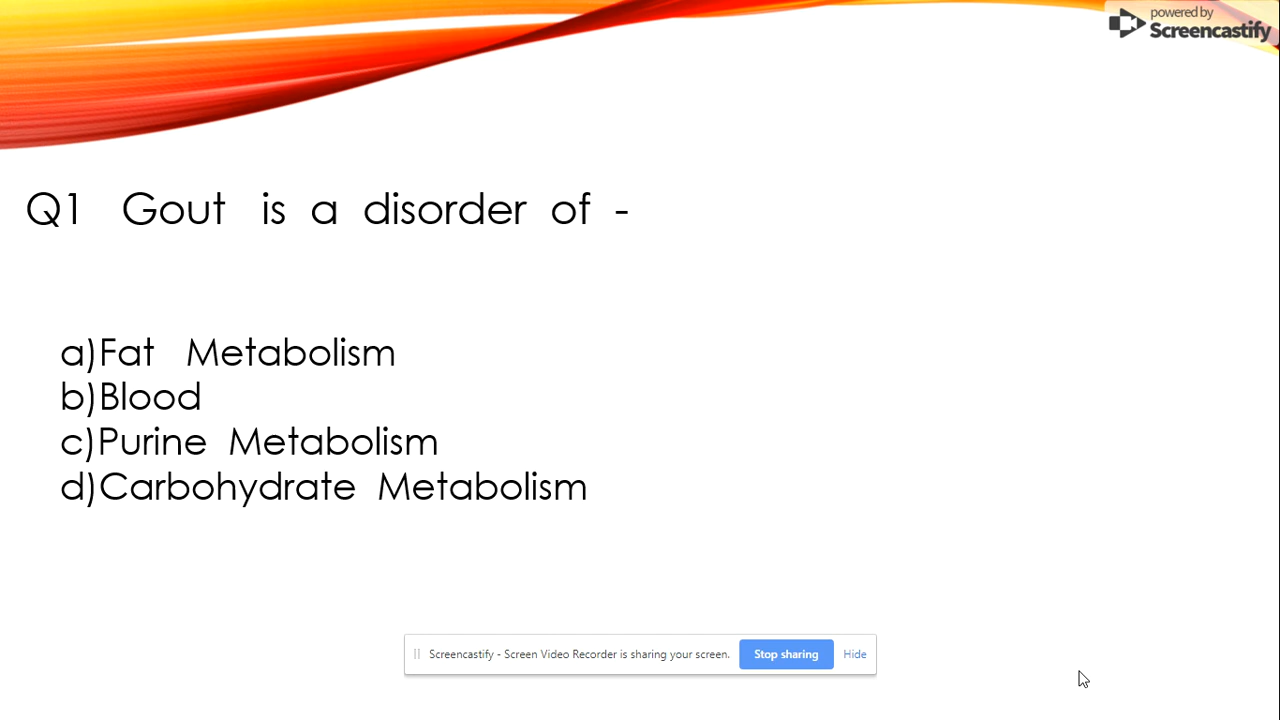 powered by
Screencastify
Q1 Gout is a disorder of -
a)Fat Metabolism
b)Blood
c)Purine Metabolism
d)Carbohydrate Metabolism
Screencastify - Screen Video Recorder is sharing your screen. Stop sharing Hide